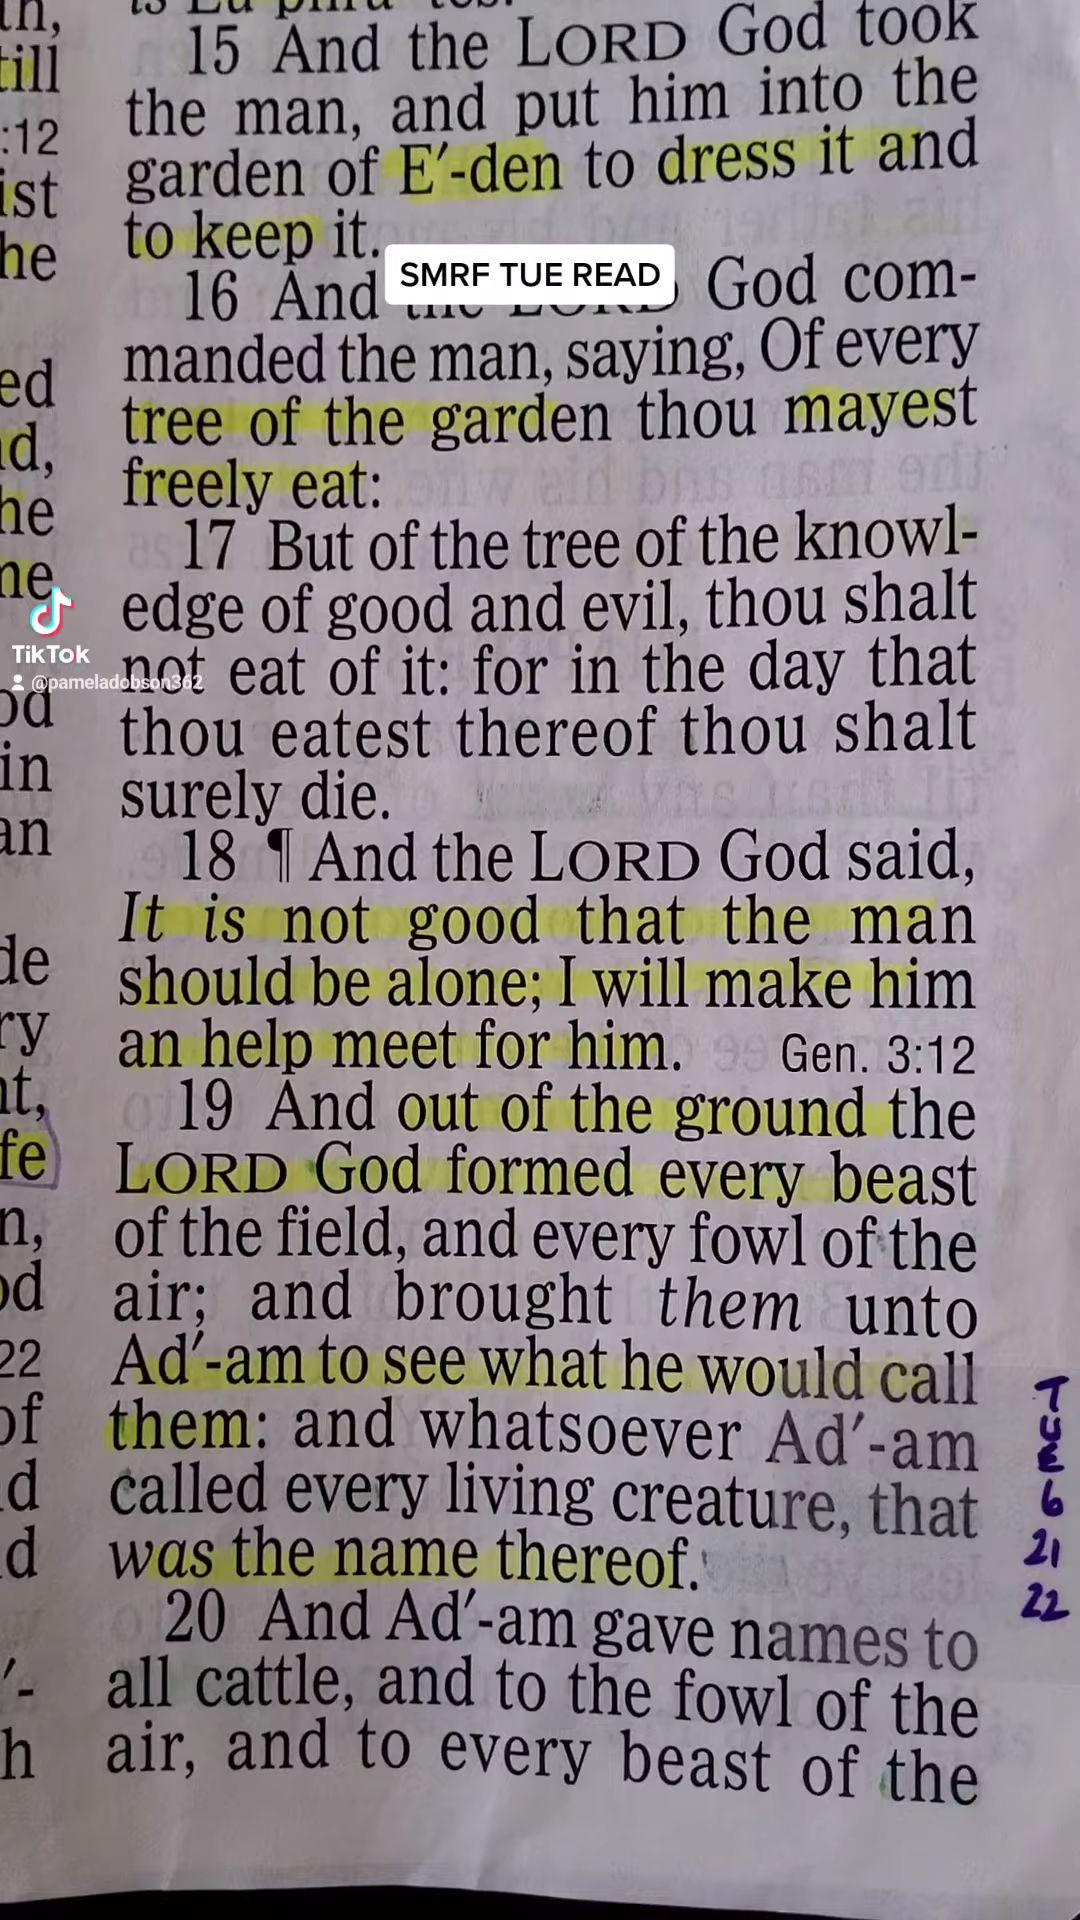 15 And the LORD God took
the man, and put him into the
garden of E′-den to dress it and
to keep it.
SMRF TUE READ
16 And the LORD God com-
manded the man, saying, Of every
tree of the garden thou mayest
freely eat:
17 But of the tree of the knowl-
edge of good and evil, thou shalt
not eat of it: for in the day that
thou eatest thereof thou shalt
surely die.
18 ¶ And the LORD God said,
It is not good that the man
should be alone; I will make him
an help meet for him. Gen. 3:12
19 And out of the ground the
LORD God formed every beast
of the field, and every fowl of the
air; and brought them unto
Ad′-am to see what he would call
them: and whatsoever Ad′-am
called every living creature, that
was the name thereof.
20 And Ad′-am gave names to
all cattle, and to the fowl of the
air, and to every beast of the
TikTok
@pameladobson362
:12
22
TUE
6
21
22